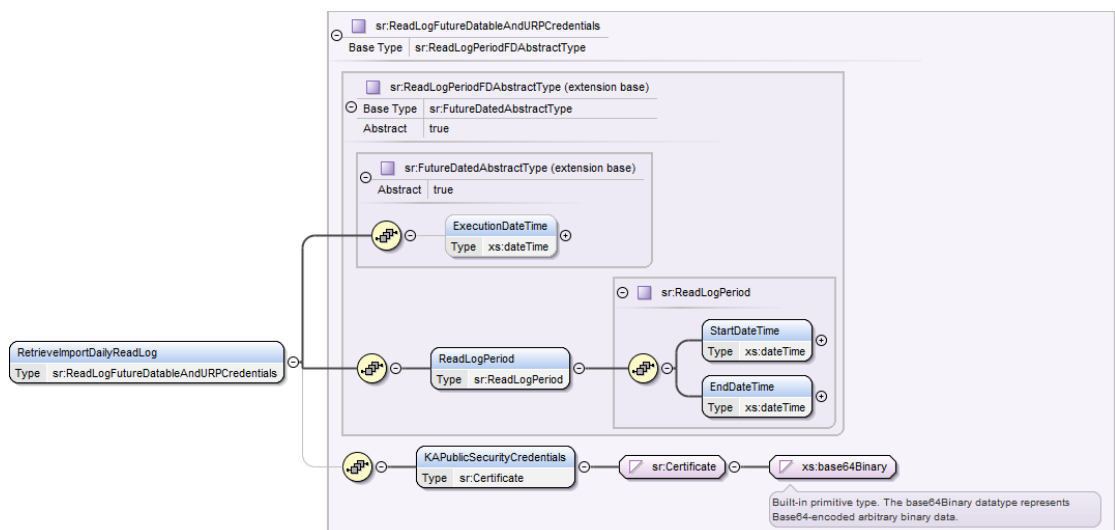 sr:ReadLogFutureDatableAndURPCredentials
Base Type sr:ReadLogPeriodFDAbstractType
sr:ReadLogPeriodFDAbstractType (extension base)
Base Type sr:FutureDatedAbstractType
Abstract true
sr:FutureDatedAbstractType (extension base)
Abstract true
ExecutionDateTime
Type xs:dateTime
sr:ReadLogPeriod
StartDateTime
Type xs:dateTime
RetrieveImportDailyReadLog
Type sr:ReadLogFutureDatableAndURPCredentials
ReadLogPeriod
Type sr:ReadLogPeriod
EndDateTime
Type xs:dateTime
KAPublicSecurityCredentials
Type sr:Certificate
sr:Certificate
xs:base64Binary
Built-in primitive type. The base64Binary datatype represents
Base64-encoded arbitrary binary data.